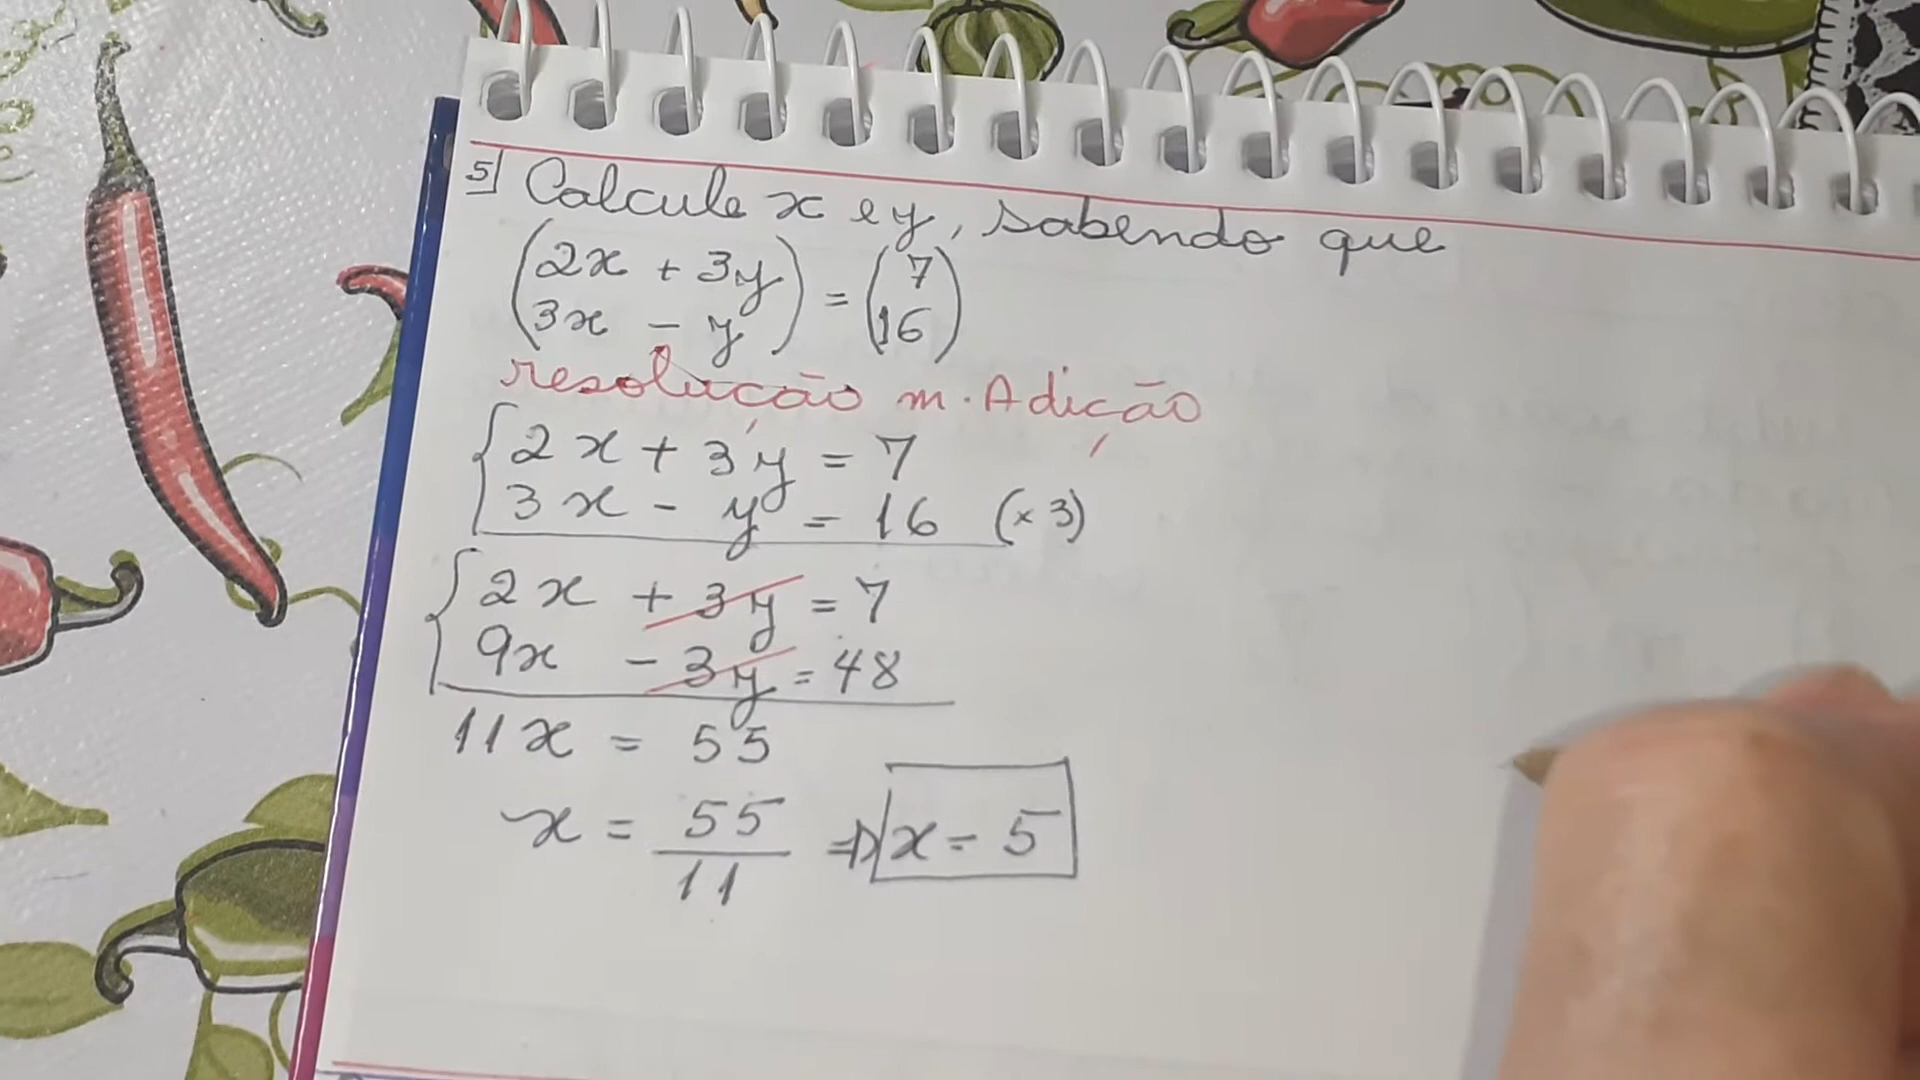 5] Calcule x e y, sabendo que
(2x + 3y) = (7)
(3x - y) (16)
resolução m. Adição
{2x + 3y = 7
3x - y = 16 (x 3)
{2x + 3y = 7
9x - 3y = 48
11x = 55
x = 55/11 => x = 5